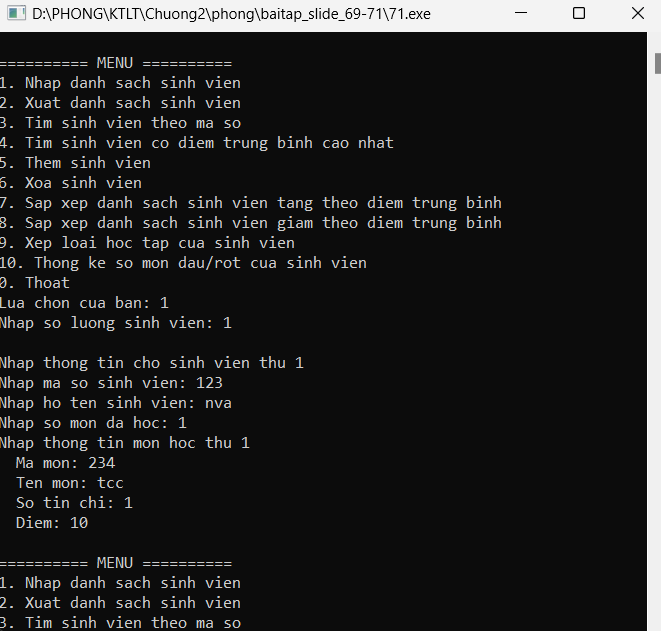 D:\PHONG\KTLT\Chuong2\phong\baitap_slide_69-71\71.exe
========== MENU ==========
1. Nhap danh sach sinh vien
2. Xuat danh sach sinh vien
3. Tim sinh vien theo ma so
4. Tim sinh vien co diem trung binh cao nhat
5. Them sinh vien
6. Xoa sinh vien
7. Sap xep danh sach sinh vien tang theo diem trung binh
8. Sap xep danh sach sinh vien giam theo diem trung binh
9. Xep loai hoc tap cua sinh vien
10. Thong ke so mon dau/rot cua sinh vien
0. Thoat
Lua chon cua ban: 1
Nhap so luong sinh vien: 1
Nhap thong tin cho sinh vien thu 1
Nhap ma so sinh vien: 123
Nhap ho ten sinh vien: nva
Nhap so mon da hoc: 1
Nhap thong tin mon hoc thu 1
Ma mon: 234
Ten mon: tcc
So tin chi: 1
Diem: 10
========== MENU ==========
1. Nhap danh sach sinh vien
2. Xuat danh sach sinh vien
3. Tim sinh vien theo ma so